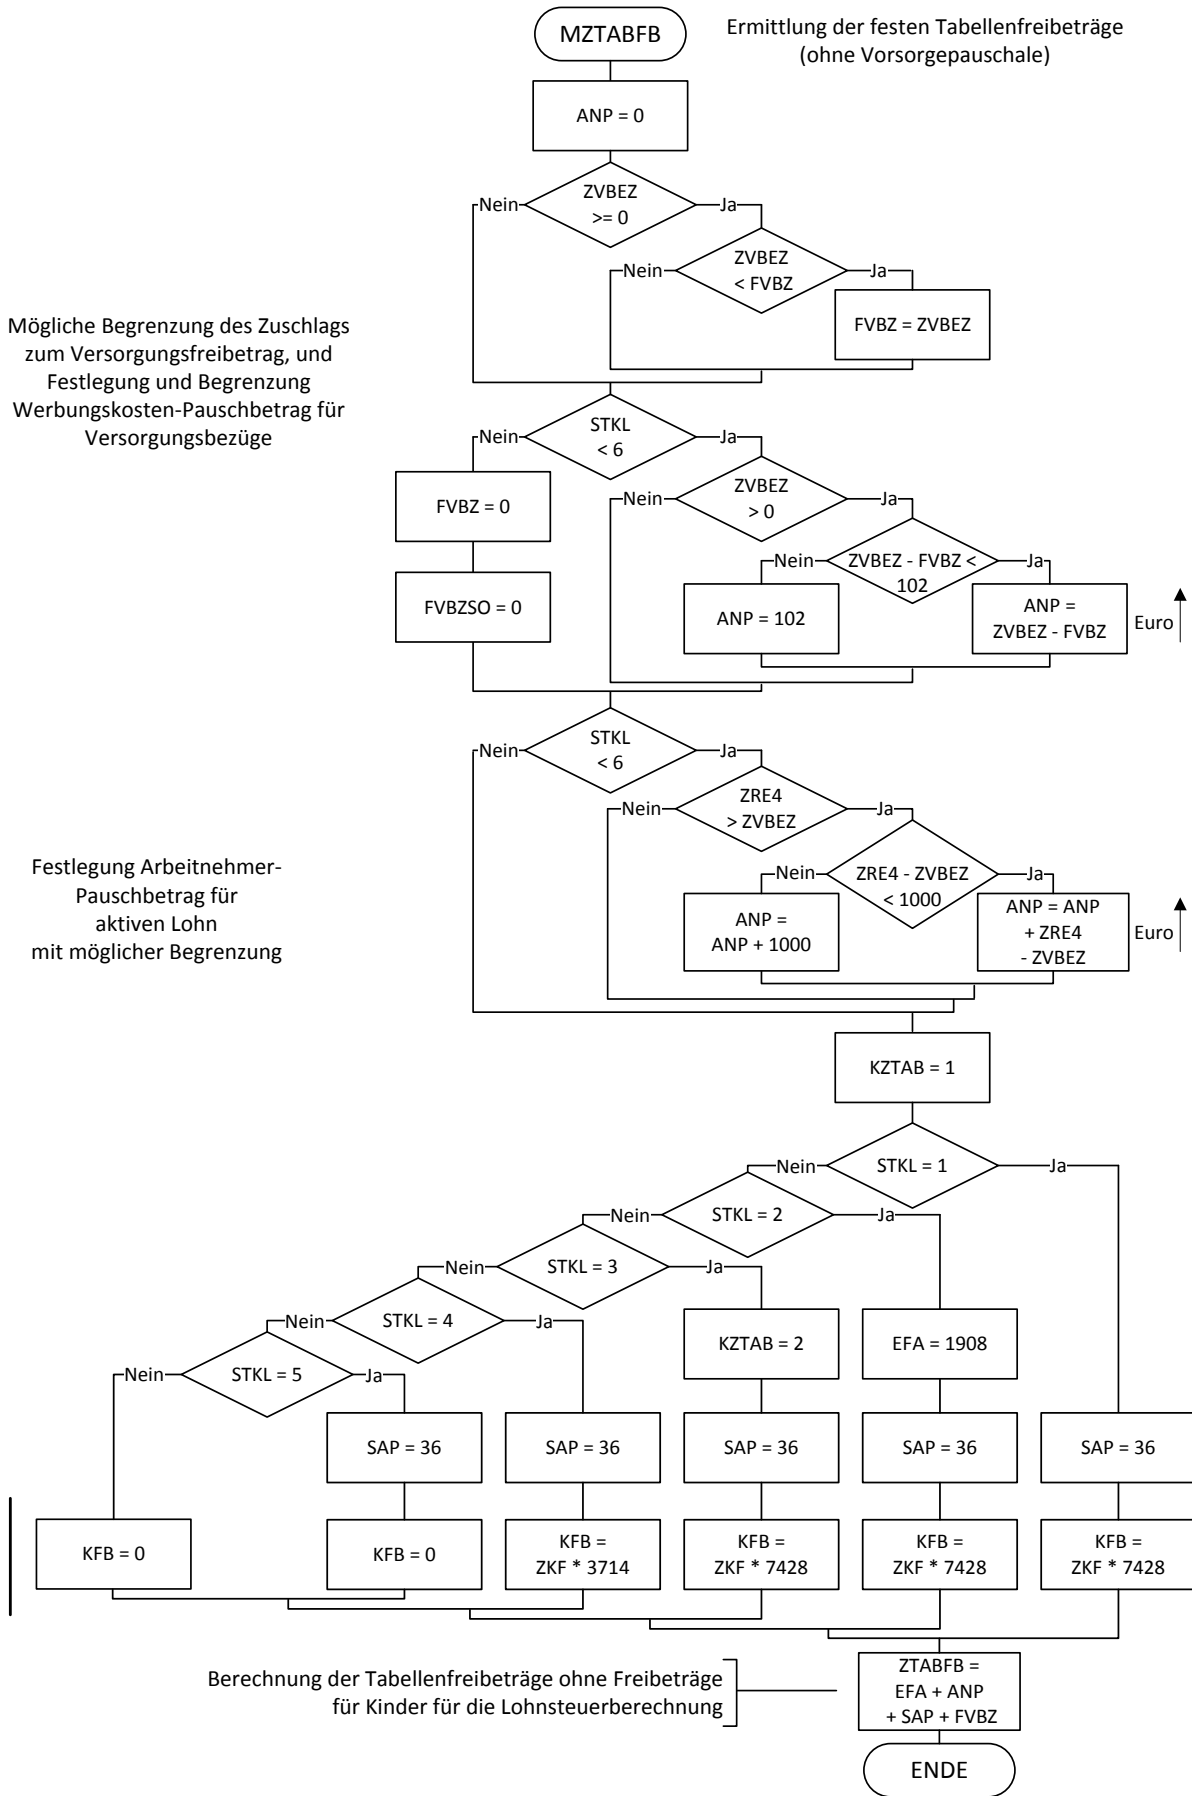 MZTABFB
Ermittlung der festen Tabellenfreibeträge
(ohne Vorsorgepauschale)
ANP = 0
ZVBEZ
>= 0
Nein
Ja
ZVBEZ
< FVBZ
Nein
Ja
FVBZ = ZVBEZ
Mögliche Begrenzung des Zuschlags
zum Versorgungsfreibetrag, und
Festlegung und Begrenzung
Werbungskosten-Pauschbetrag für
Versorgungsbezüge
STKL
< 6
Nein
Ja
FVBZ = 0
FVBZSO = 0
ZVBEZ
> 0
Nein
Ja
ZVBEZ - FVBZ <
102
Nein
Ja
ANP = 102
ANP =
ZVBEZ - FVBZ
Euro
STKL
< 6
Nein
Ja
ZRE4
> ZVBEZ
Nein
Ja
Festlegung Arbeitnehmer-
Pauschbetrag für
aktiven Lohn
mit möglicher Begrenzung
ZRE4 - ZVBEZ
< 1000
Nein
Ja
ANP =
ANP + 1000
ANP = ANP
+ ZRE4
- ZVBEZ
Euro
KZTAB = 1
STKL = 1
Nein
Ja
STKL = 2
Nein
Ja
STKL = 3
Nein
Ja
STKL = 4
Nein
Ja
STKL = 5
Nein
Ja
KZTAB = 2
EFA = 1908
SAP = 36
SAP = 36
SAP = 36
SAP = 36
SAP = 36
KFB = 0
KFB = 0
KFB =
ZKF * 3714
KFB =
ZKF * 7428
KFB =
ZKF * 7428
KFB =
ZKF * 7428
Berechnung der Tabellenfreibeträge ohne Freibeträge
für Kinder für die Lohnsteuerberechnung
ZTABFB =
EFA + ANP
+ SAP + FVBZ
ENDE